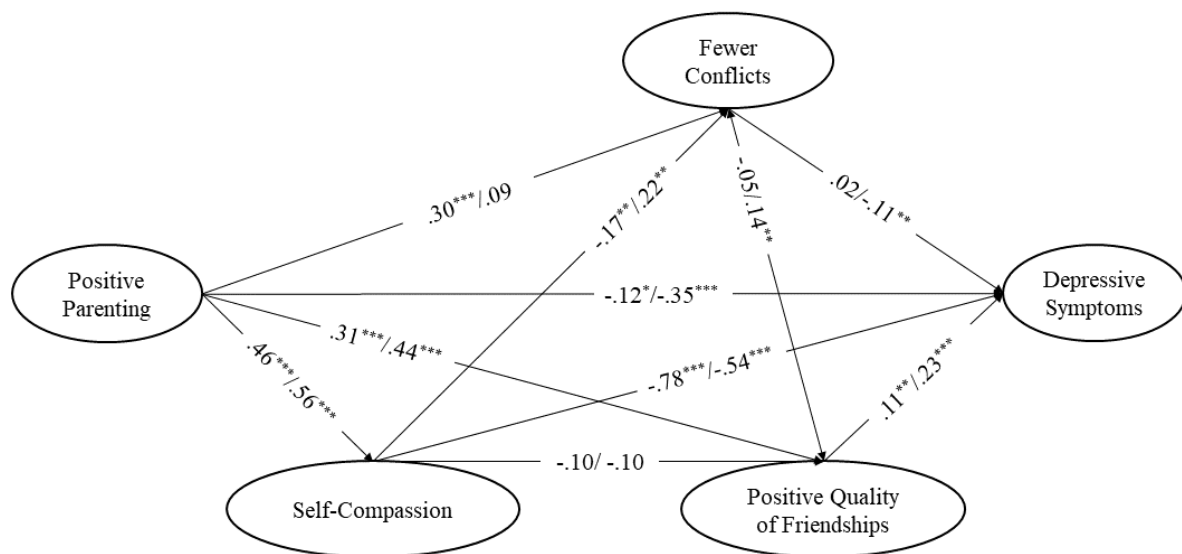 Fewer
Conflicts
.30***/.09
-.17**/.22**
-.05/.14**
.02/-.11**
Positive
Parenting
-.12*/-.35***
Depressive
Symptoms
.46***/.56***
.31***/.44***
-.78***/-.54***
.11**/.23***
-.10/ -.10
Self-Compassion
Positive Quality
of Friendships